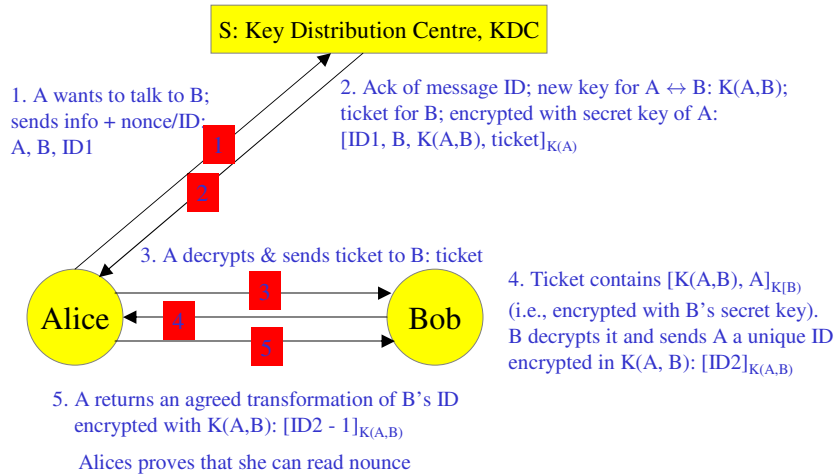 S: Key Distribution Centre, KDC
1. A wants to talk to B;
sends info + nonce/ID:
A, B, ID1
2. Ack of message ID; new key for A ↔ B: K(A,B);
ticket for B; encrypted with secret key of A:
[ID1, B, K(A,B), ticket]K(A)
1
2
3. A decrypts & sends ticket to B: ticket
Alice
3
4
5
Bob
4. Ticket contains [K(A,B), A]K[B)
(i.e., encrypted with B's secret key).
B decrypts it and sends A a unique ID
encrypted in K(A, B): [ID2]K(A,B)
5. A returns an agreed transformation of B's ID
encrypted with K(A,B): [ID2 - 1]K(A,B)
Alices proves that she can read nounce